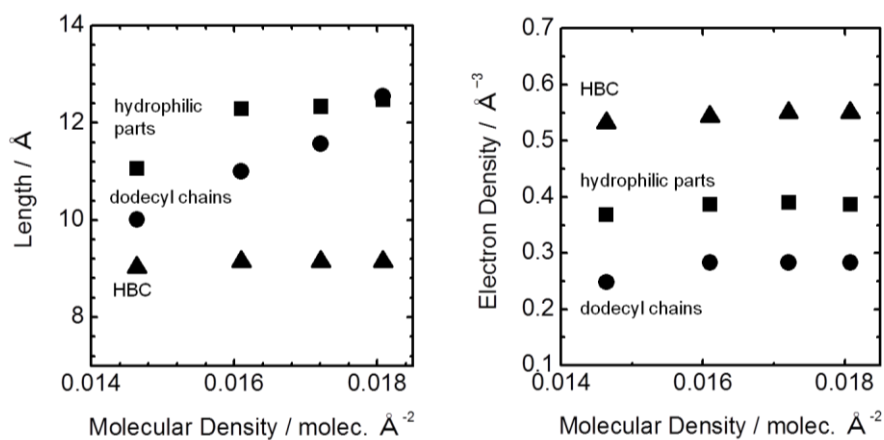 14
12
10
8
Length / Å
hydrophilic
parts
dodecyl chains
HBC
0.014
0.016
0.018
Molecular Density / molec. Å⁻²
0.7
0.6
0.5
0.4
0.3
0.2
0.1
Electron Density / Å⁻³
HBC
hydrophilic parts
dodecyl chains
0.014
0.016
0.018
Molecular Density / molec. Å⁻²